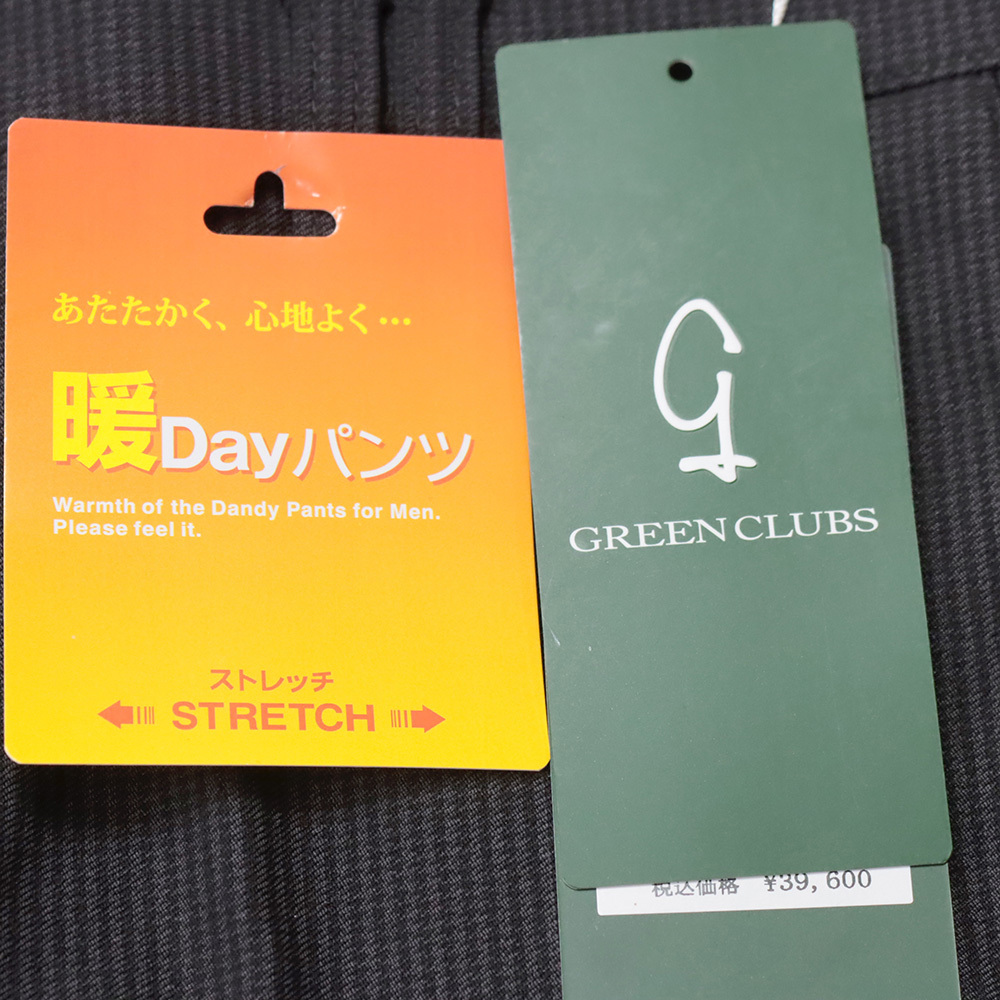 あたたかく、心地よく…
暖Dayパンツ
Warmth of the Dandy Pants for Men.
Please feel it.
ストレッチ
STRETCH
G
GREEN CLUBS
税込価格 ¥39,600